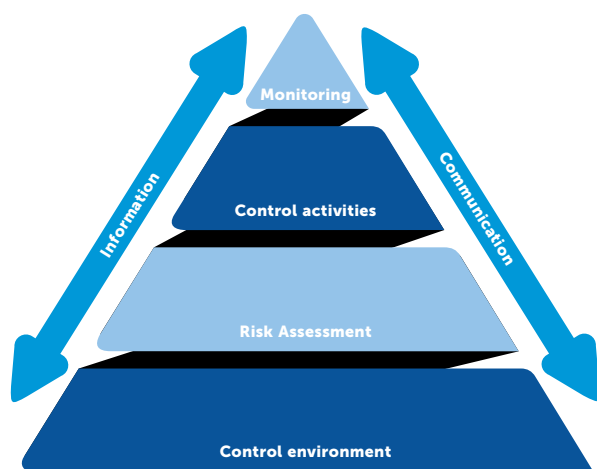 Monitoring
Information
Communication
Control activities
Risk Assessment
Control environment